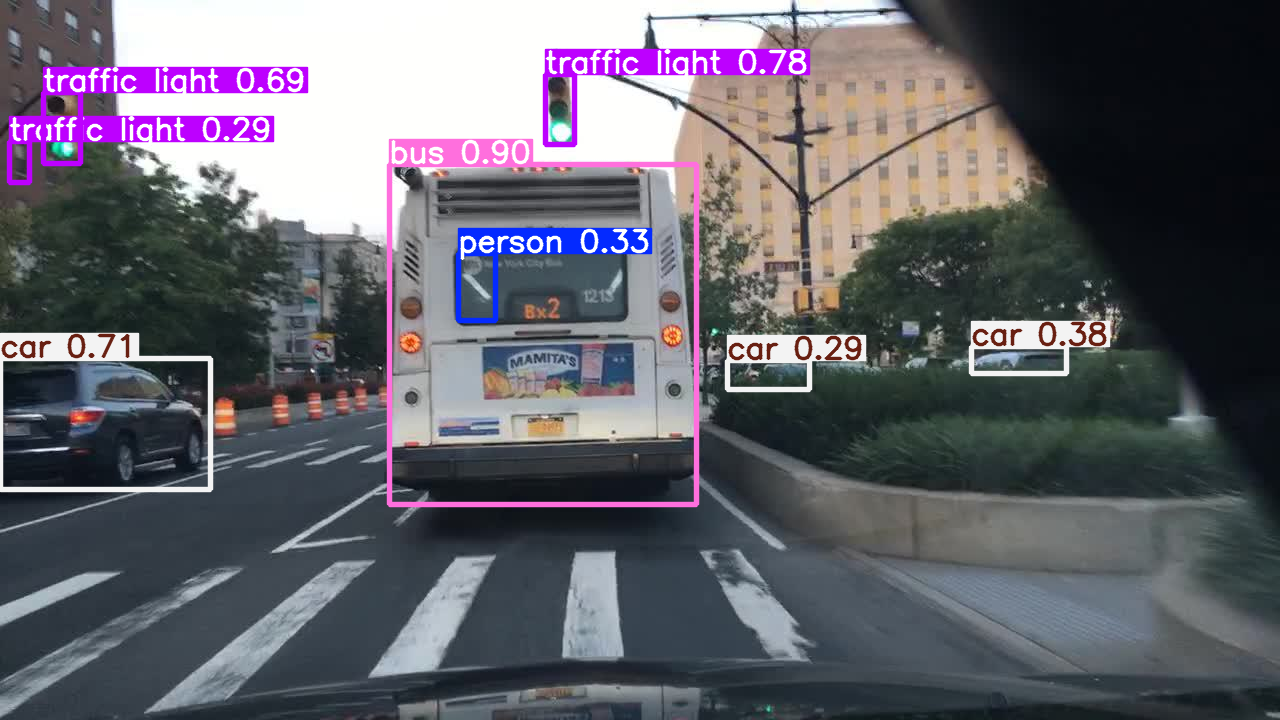 traffic light 0.78
traffic light 0.69
traffic light 0.29
bus 0.90
person 0.33
New York City Bus
1213
Bx2
car 0.71
car 0.29
car 0.38
MAMITA'S